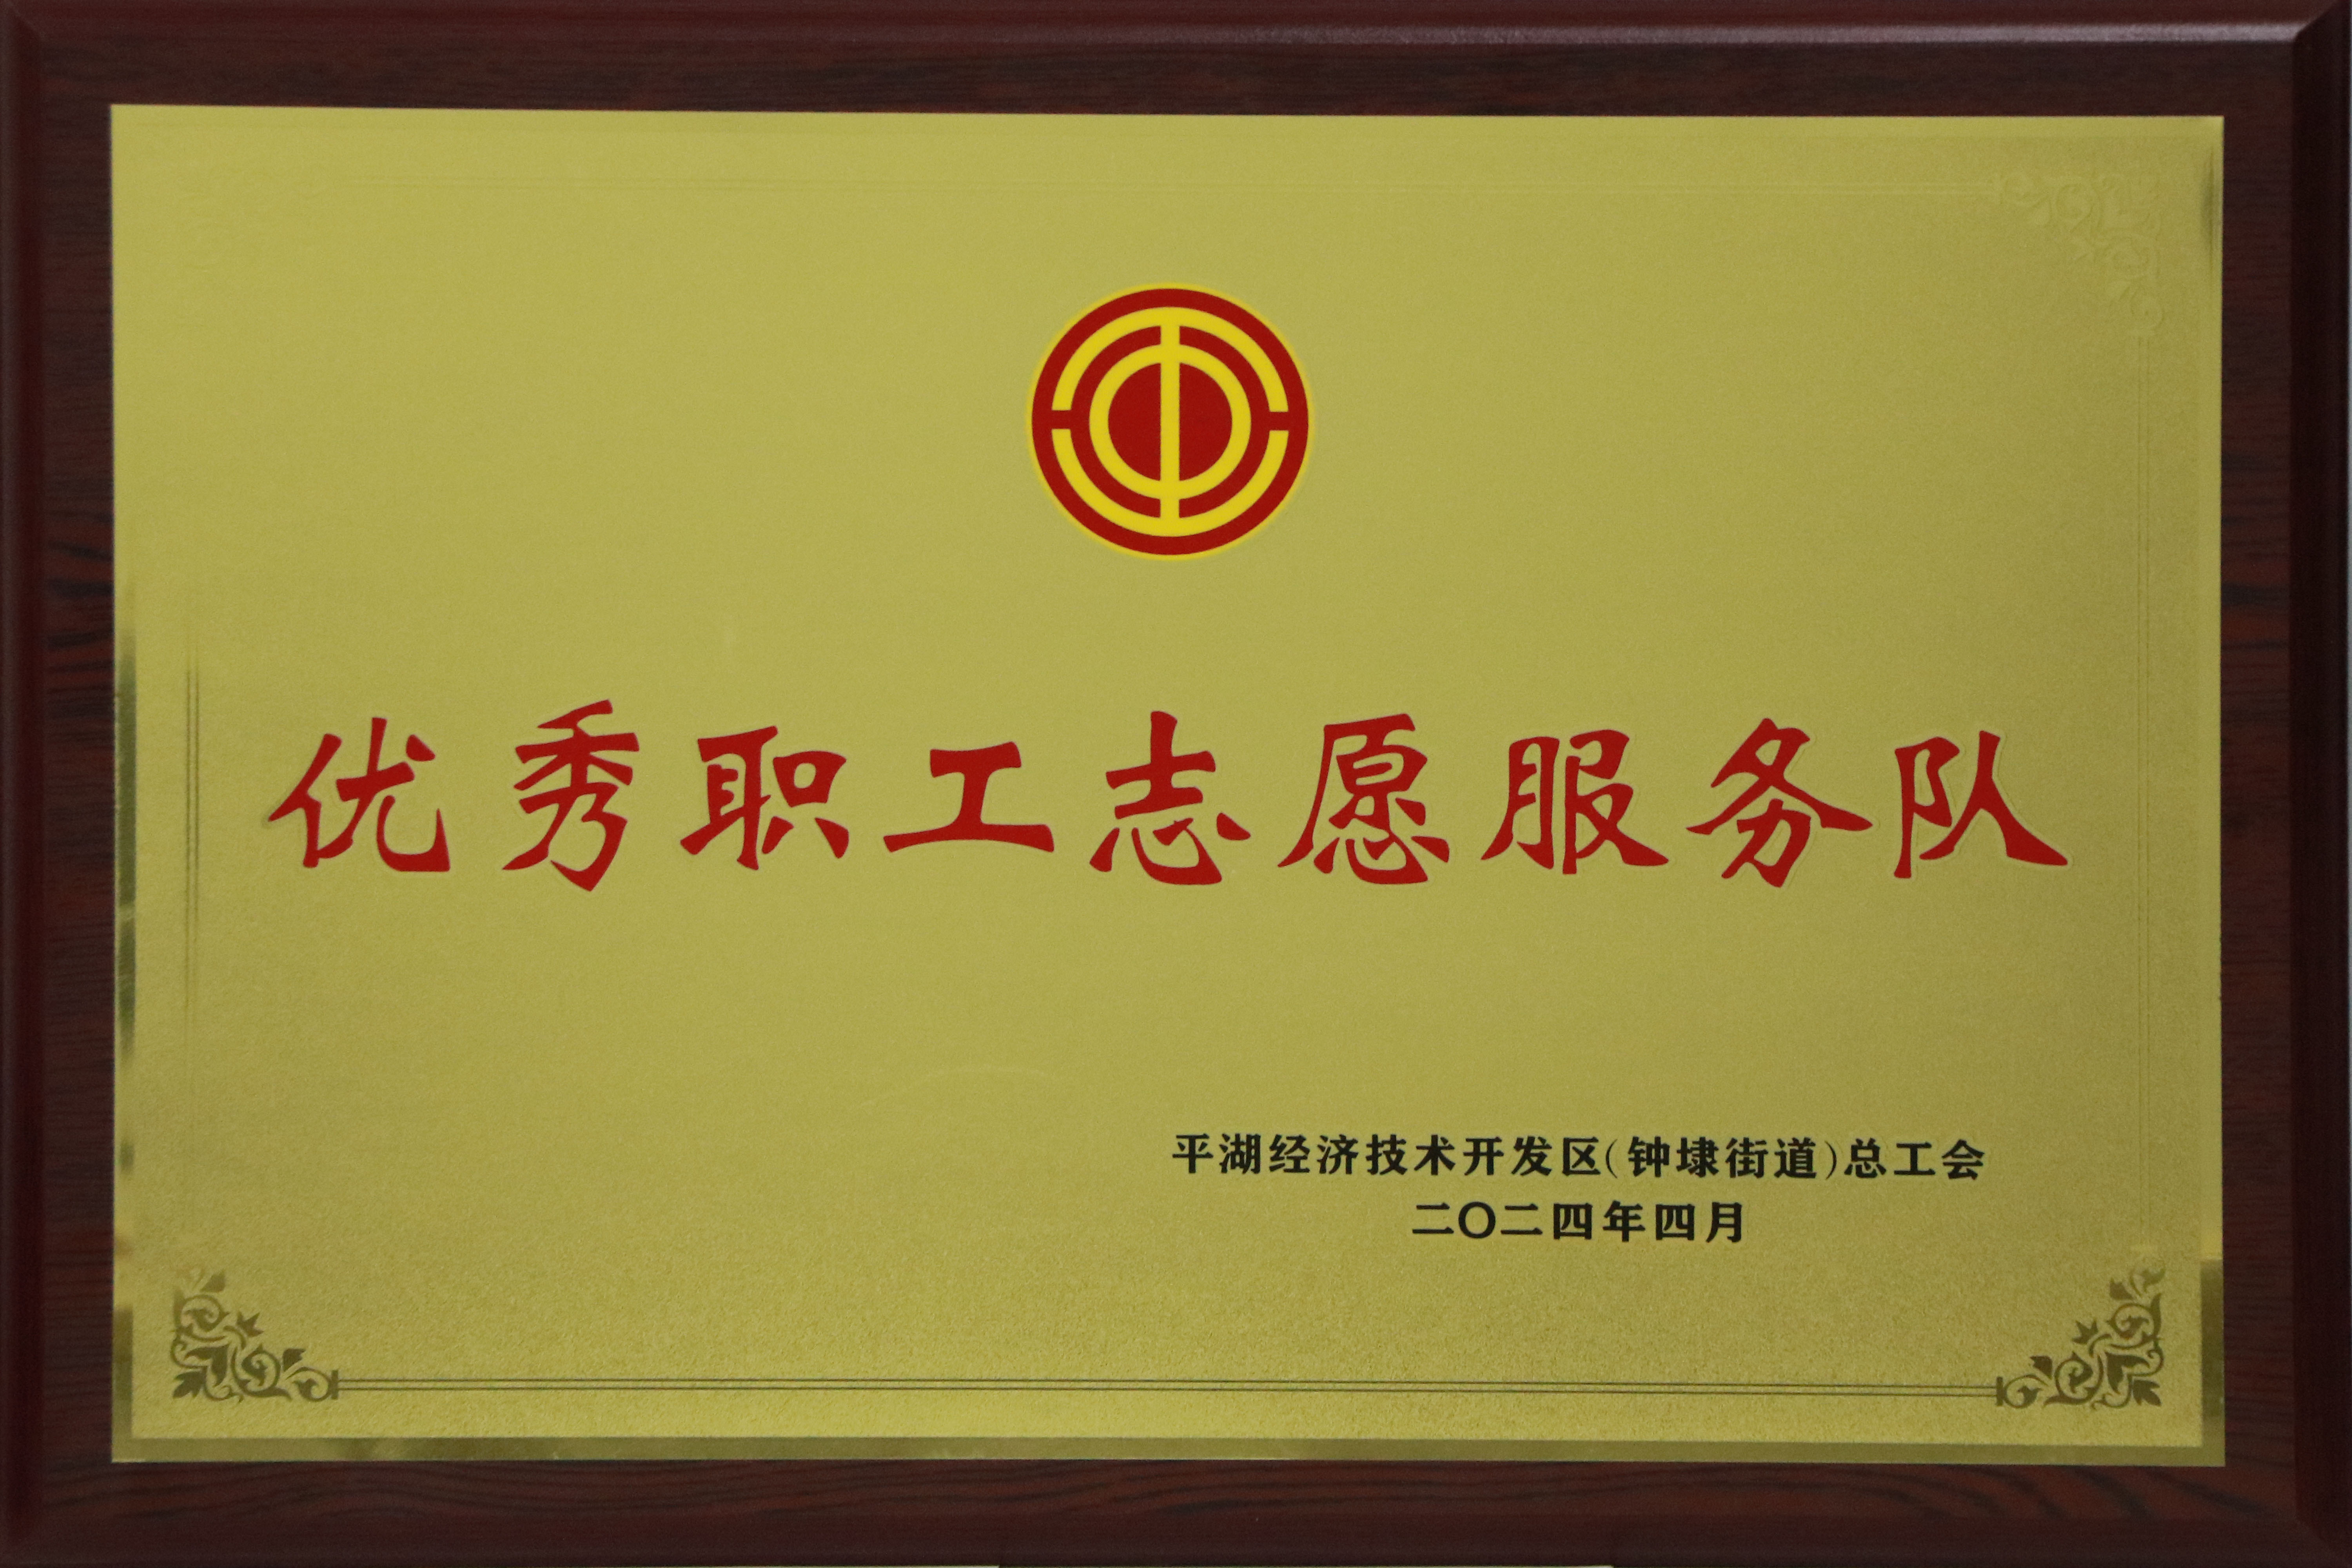 优秀职工志愿服务队
平湖经济技术开发区(钟埭街道)总工会
二〇二四年四月